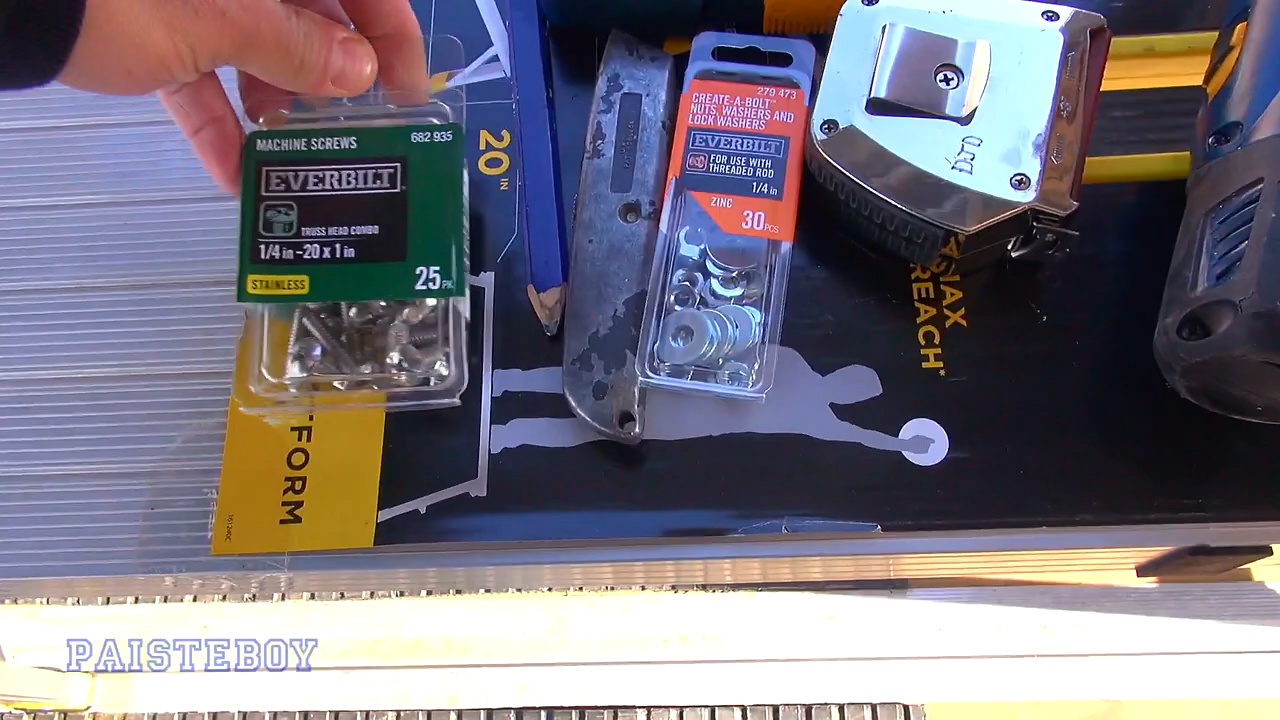 MACHINE SCREWS
682 935
EVERBILT
TRUSS HEAD COMBO
1/4 in -20 x 1 in
STAINLESS
25 PK
20 IN
279 473
CREATE-A-BOLT™
NUTS, WASHERS AND
LOCK WASHERS
EVERBILT
FOR USE WITH
THREADED ROD
1/4 in
ZINC
30 PCS
DJD
REACH*
FORM
PAISTEBOY